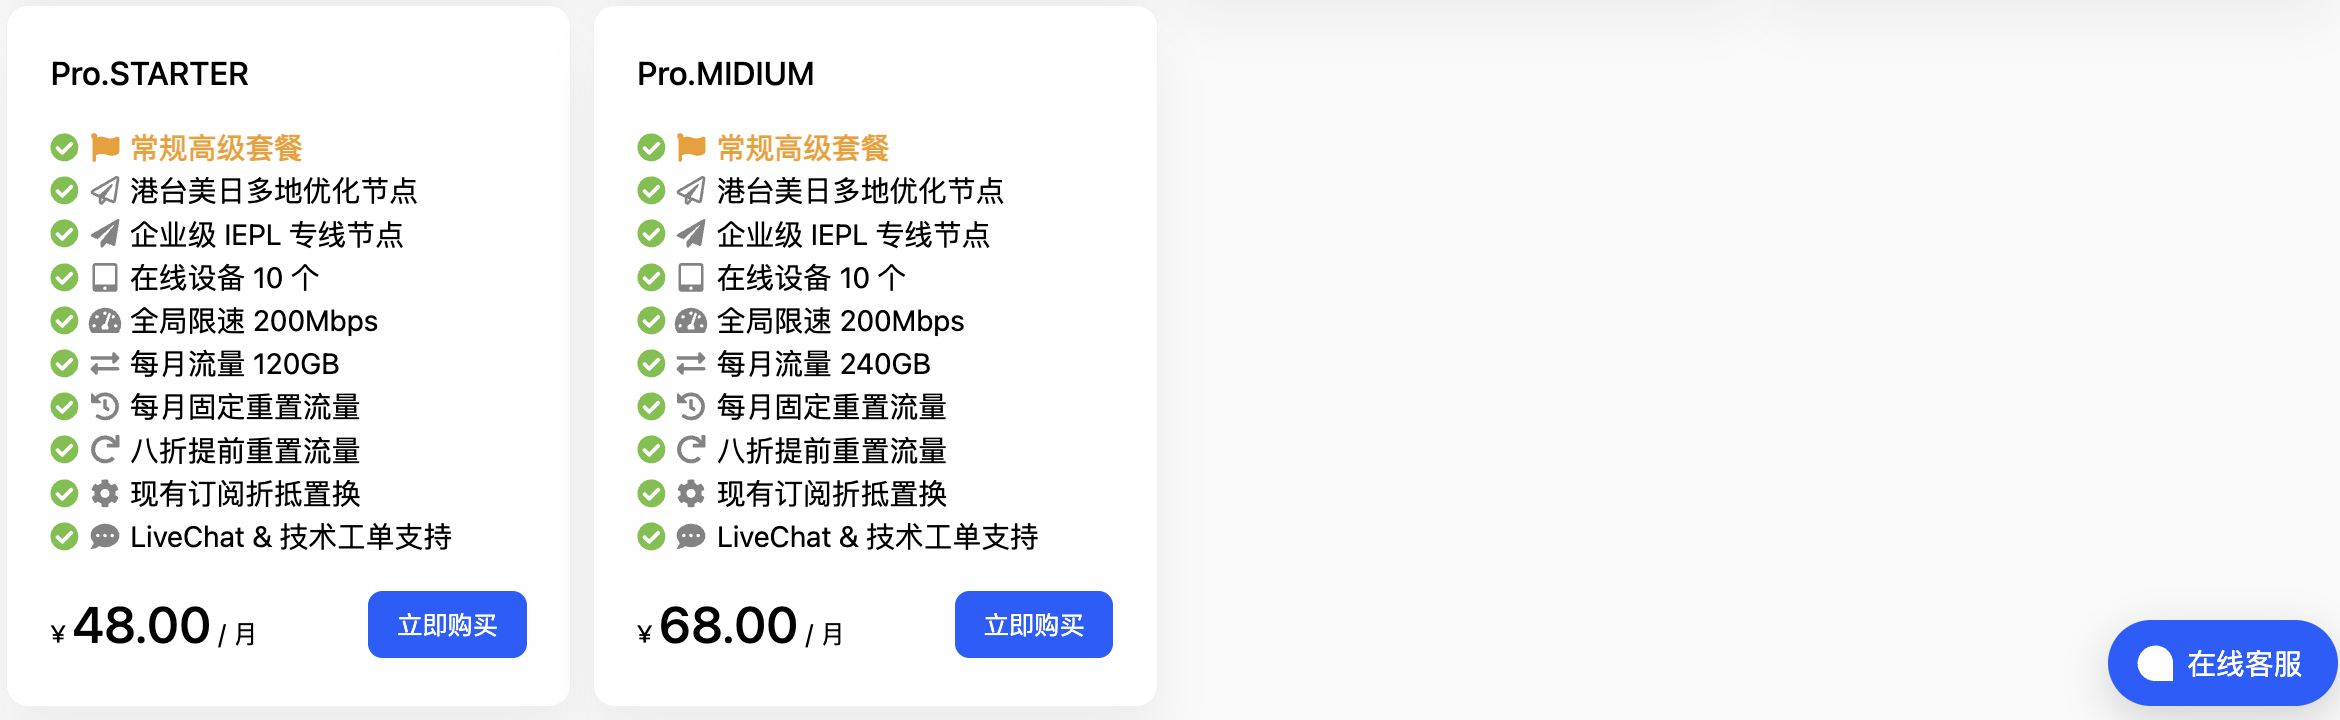 Pro.STARTER
常规高级套餐
港台美日多地优化节点
企业级 IEPL 专线节点
在线设备 10 个
全局限速 200Mbps
每月流量 120GB
每月固定重置流量
八折提前重置流量
现有订阅折抵置换
LiveChat & 技术工单支持
¥ 48.00 / 月
立即购买
Pro.MIDIUM
常规高级套餐
港台美日多地优化节点
企业级 IEPL 专线节点
在线设备 10 个
全局限速 200Mbps
每月流量 240GB
每月固定重置流量
八折提前重置流量
现有订阅折抵置换
LiveChat & 技术工单支持
¥ 68.00 / 月
立即购买
在线客服